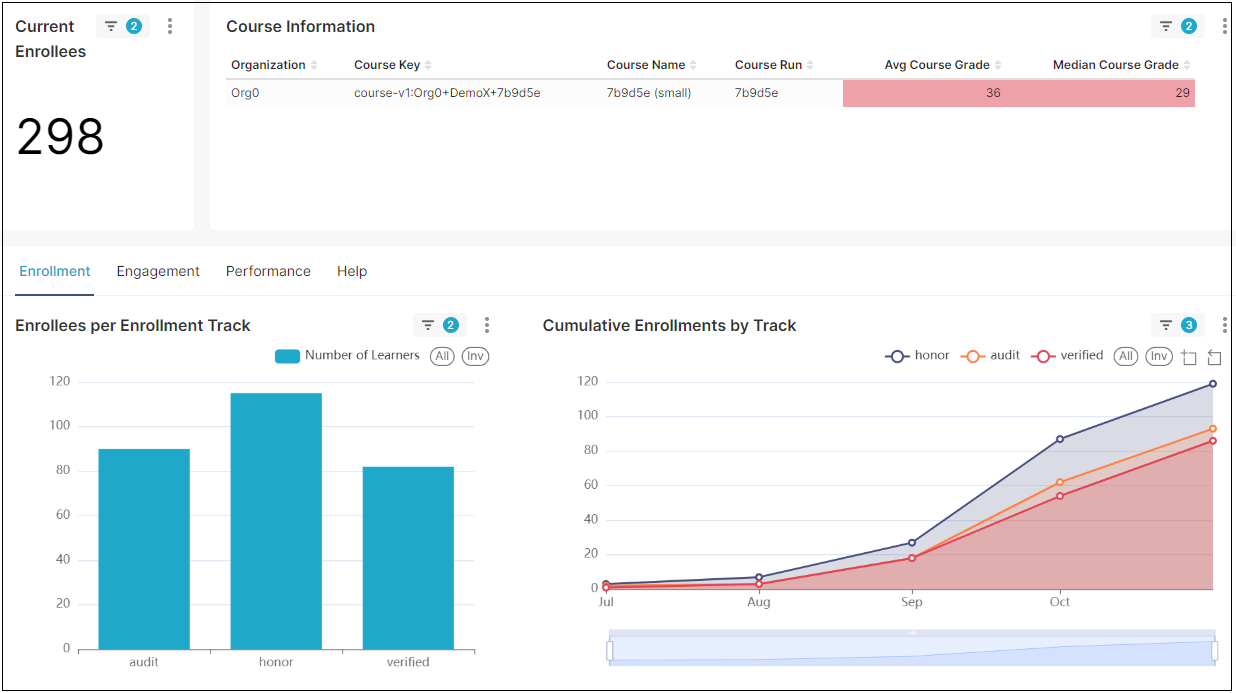 Current
Enrollees
2
298
Course Information
2
Organization Course Key Course Name Course Run Avg Course Grade Median Course Grade
Org0 course-v1:Org0+DemoX+7b9d5e 7b9d5e (small) 7b9d5e 36 29
Enrollment Engagement Performance Help
Enrollees per Enrollment Track
2
Number of Learners All Inv
120
100
80
60
40
20
0
audit honor verified
Cumulative Enrollments by Track
3
honor audit verified All Inv
120
100
80
60
40
20
0
Jul Aug Sep Oct